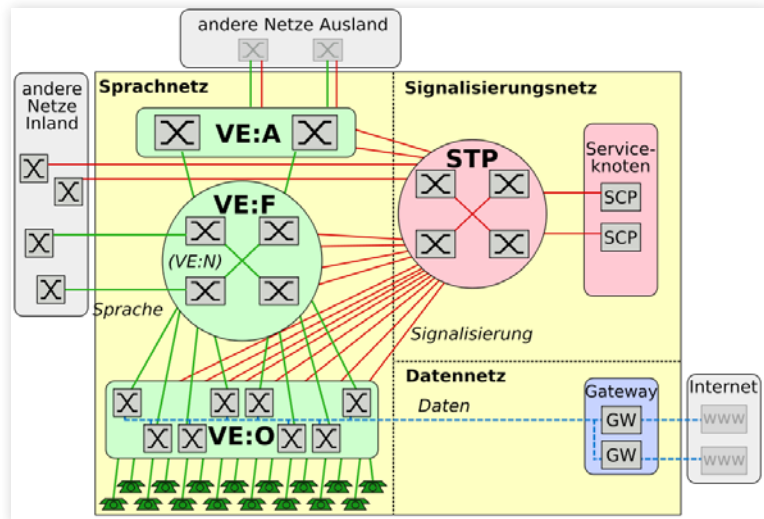 andere Netze Ausland
andere
Netze
Inland
Sprachnetz
Signalisierungsnetz
VE:A
STP
Service-
knoten
SCP
SCP
VE:F
(VE:N)
Sprache
Signalisierung
Datennetz
Daten
Gateway
GW
GW
Internet
www
www
VE:O